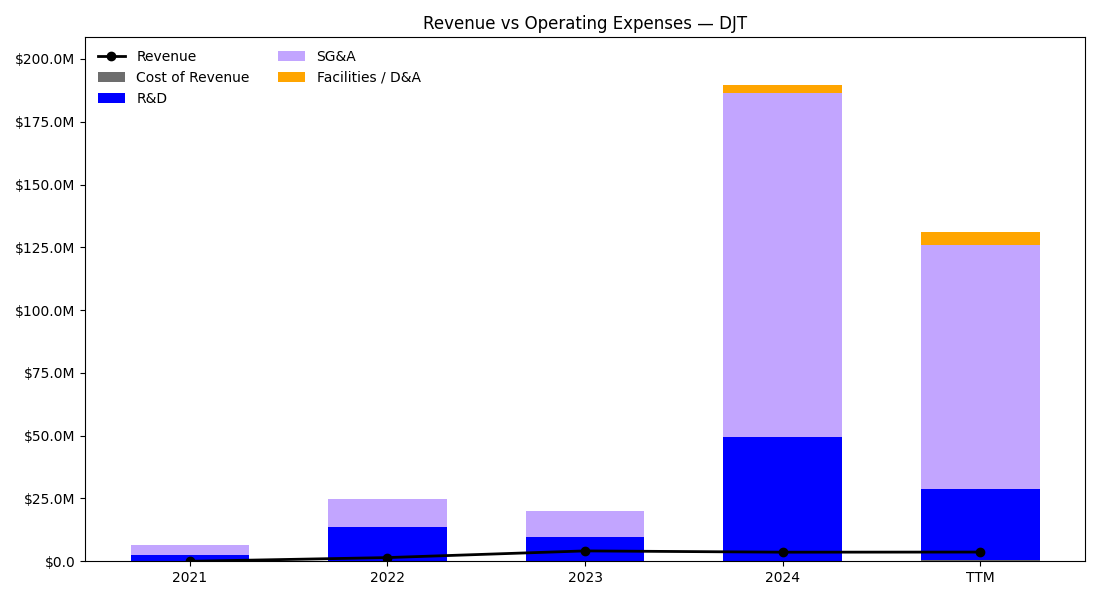 Revenue vs Operating Expenses — DJT
Revenue
Cost of Revenue
R&D
SG&A
Facilities / D&A
$200.0M
$175.0M
$150.0M
$125.0M
$100.0M
$75.0M
$50.0M
$25.0M
$0.0
2021
2022
2023
2024
TTM